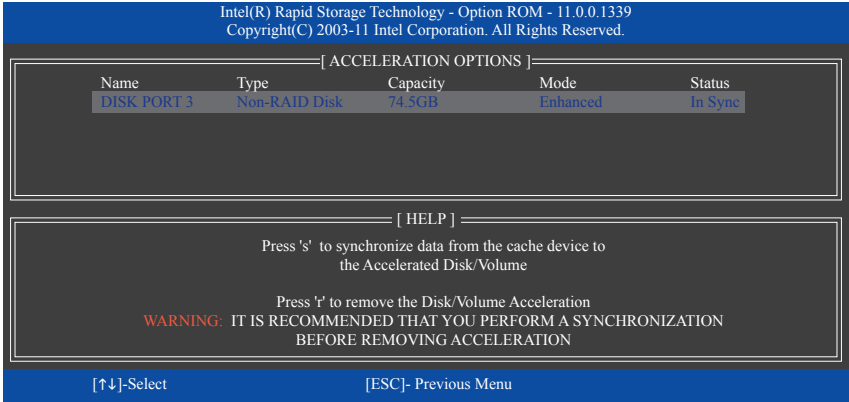 Intel(R) Rapid Storage Technology - Option ROM - 11.0.0.1339
Copyright(C) 2003-11 Intel Corporation. All Rights Reserved.
[ ACCELERATION OPTIONS ]
Name Type Capacity Mode Status
DISK PORT 3 Non-RAID Disk 74.5GB Enhanced In Sync
[ HELP ]
Press 's' to synchronize data from the cache device to
the Accelerated Disk/Volume
Press 'r' to remove the Disk/Volume Acceleration
WARNING: IT IS RECOMMENDED THAT YOU PERFORM A SYNCHRONIZATION
BEFORE REMOVING ACCELERATION
[↑↓]-Select [ESC]- Previous Menu